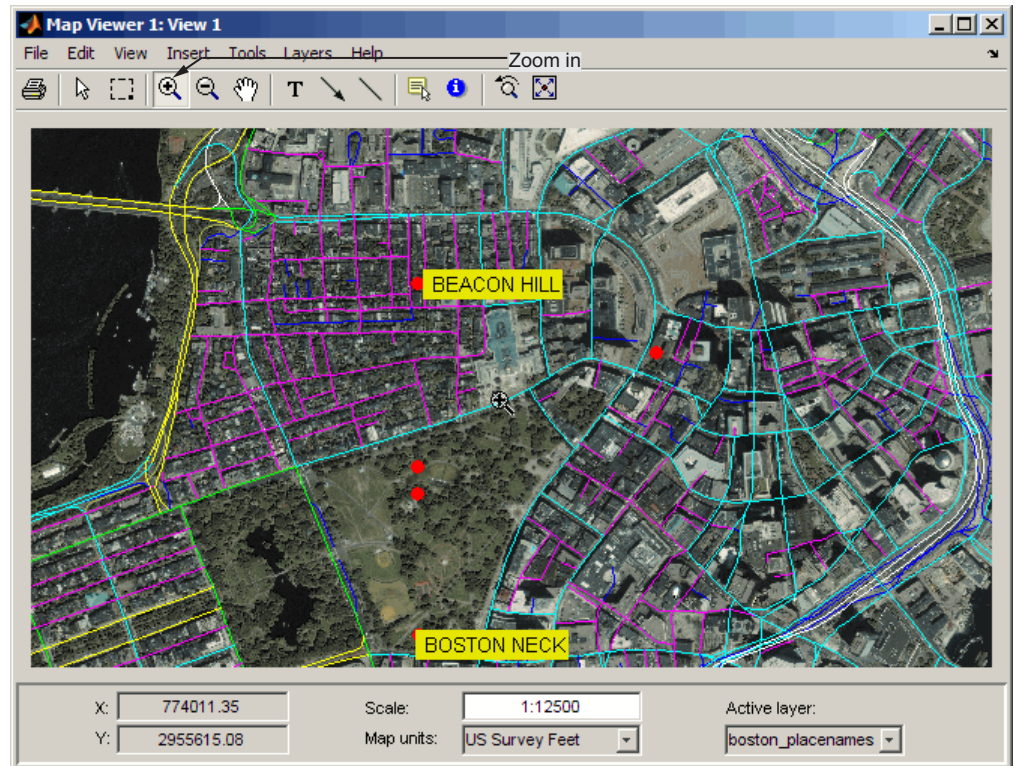 Map Viewer 1: View 1
File Edit View Insert Tools Layers Help
Zoom in
T
BEACON HILL
BOSTON NECK
X: 774011.35 Scale: 1:12500 Active layer:
Y: 2955615.08 Map units: US Survey Feet boston_placenames